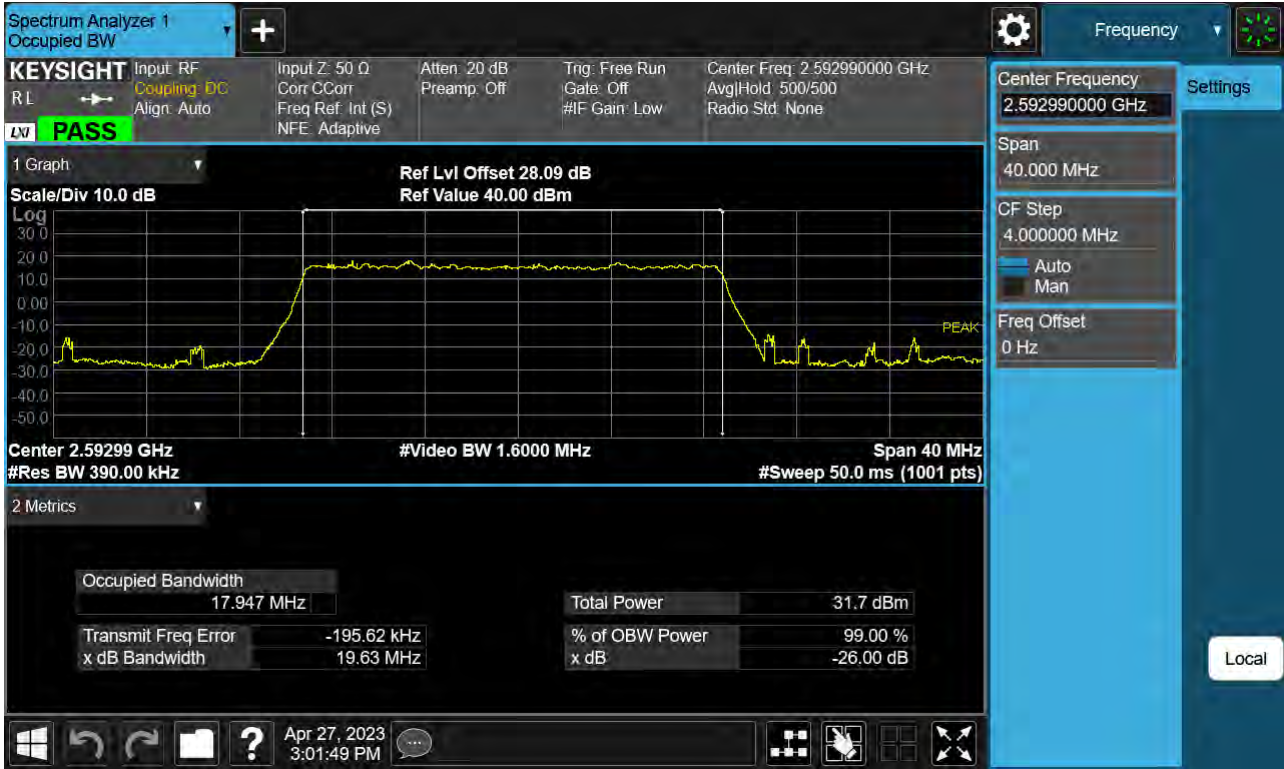 Spectrum Analyzer 1
Occupied BW
+
Frequency
KEYSIGHT
R L
LXI
PASS
Input: RF
Coupling: DC
Align: Auto
Input Z: 50 Ω
Corr CCorr
Freq Ref: Int (S)
NFE: Adaptive
Atten: 20 dB
Preamp: Off
Trig: Free Run
Gate: Off
#IF Gain: Low
Center Freq: 2.592990000 GHz
Avg|Hold: 500/500
Radio Std: None
1 Graph
Scale/Div 10.0 dB
Ref Lvl Offset 28.09 dB
Ref Value 40.00 dBm
Log
30.0
20.0
10.0
0.00
-10.0
-20.0
-30.0
-40.0
-50.0
PEAK
Center 2.59299 GHz
#Video BW 1.6000 MHz
Span 40 MHz
#Res BW 390.00 kHz
#Sweep 50.0 ms (1001 pts)
2 Metrics
Occupied Bandwidth
17.947 MHz
Transmit Freq Error -195.62 kHz
x dB Bandwidth 19.63 MHz
Total Power 31.7 dBm
% of OBW Power 99.00 %
x dB -26.00 dB
Center Frequency
2.592990000 GHz
Span
40.000 MHz
CF Step
4.000000 MHz
Auto
Man
Freq Offset
0 Hz
Settings
Local
?
Apr 27, 2023
3:01:49 PM